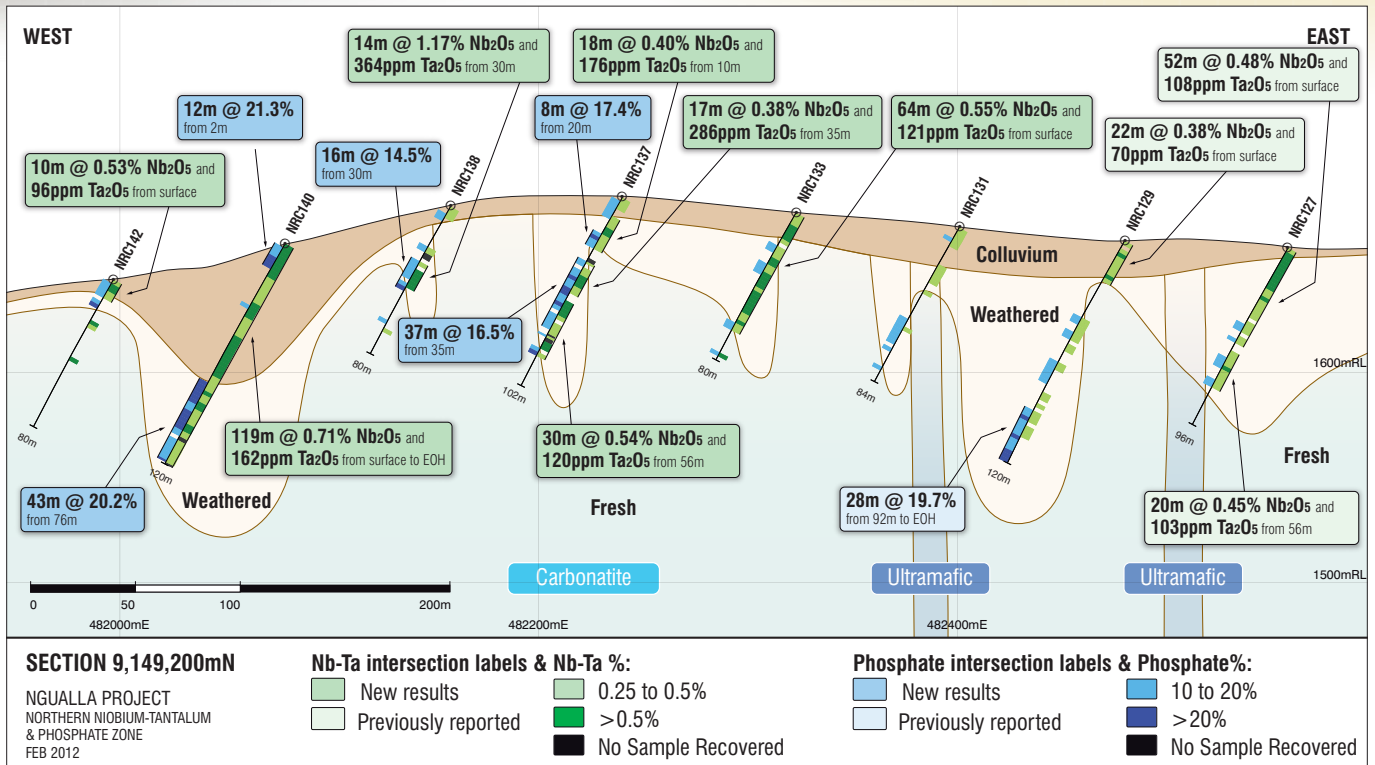 WEST
EAST
14m @ 1.17% Nb2O5 and
364ppm Ta2O5 from 30m
18m @ 0.40% Nb2O5 and
176ppm Ta2O5 from 10m
52m @ 0.48% Nb2O5 and
108ppm Ta2O5 from surface
12m @ 21.3%
from 2m
8m @ 17.4%
from 20m
17m @ 0.38% Nb2O5 and
286ppm Ta2O5 from 35m
64m @ 0.55% Nb2O5 and
121ppm Ta2O5 from surface
22m @ 0.38% Nb2O5 and
70ppm Ta2O5 from surface
10m @ 0.53% Nb2O5 and
96ppm Ta2O5 from surface
16m @ 14.5%
from 30m
NRC142
NRC140
NRC138
NRC137
NRC133
NRC131
NRC129
NRC127
Colluvium
Weathered
37m @ 16.5%
from 35m
1600mRL
80m
102m
80m
84m
80m
96m
120m
120m
119m @ 0.71% Nb2O5 and
162ppm Ta2O5 from surface to EOH
30m @ 0.54% Nb2O5 and
120ppm Ta2O5 from 56m
Fresh
43m @ 20.2%
from 76m
Weathered
Fresh
28m @ 19.7%
from 92m to EOH
20m @ 0.45% Nb2O5 and
103ppm Ta2O5 from 56m
Carbonatite
Ultramafic
Ultramafic
1500mRL
0 50 100 200m
482000mE 482200mE 482400mE
SECTION 9,149,200mN
NGUALLA PROJECT
NORTHERN NIOBIUM-TANTALUM
& PHOSPHATE ZONE
FEB 2012
Nb-Ta intersection labels & Nb-Ta %:
New results 0.25 to 0.5%
Previously reported >0.5%
No Sample Recovered
Phosphate intersection labels & Phosphate%:
New results 10 to 20%
Previously reported >20%
No Sample Recovered